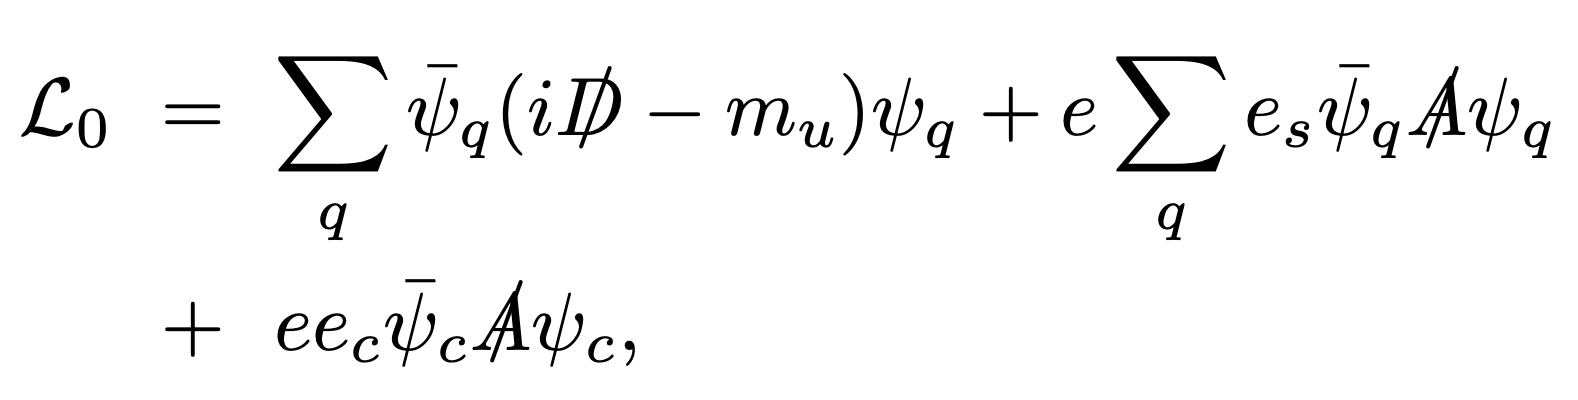 \mathcal{L}_0 = \sum_q \bar{\psi}_q (i\not{D} - m_u)\psi_q + e \sum_q e_s \bar{\psi}_q \not{A} \psi_q
+ e e_c \bar{\psi}_c \not{A} \psi_c,